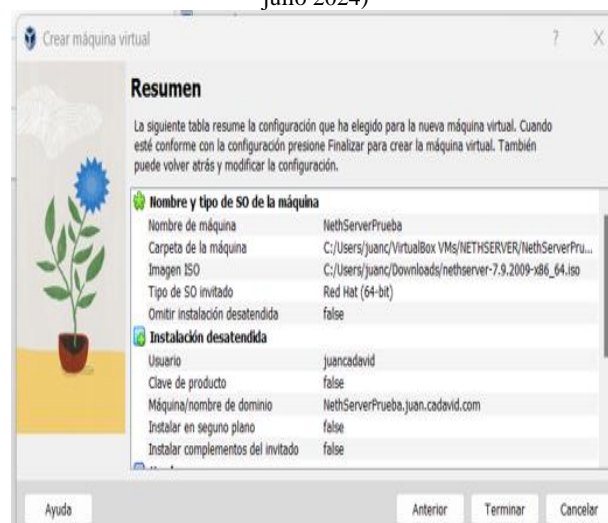 julio 2024)
Crear máquina virtual
? X
Resumen
La siguiente tabla resume la configuración que ha elegido para la nueva máquina virtual. Cuando
esté conforme con la configuración presione Finalizar para crear la máquina virtual. También
puede volver atrás y modificar la configuración.
Nombre y tipo de SO de la máquina
Nombre de máquina NethServerPrueba
Carpeta de la máquina C:/Users/juanc/VirtualBox VMs/NETHSERVER/NethServerPru...
Imagen ISO C:/Users/juanc/Downloads/nethserver-7.9.2009-x86_64.iso
Tipo de SO invitado Red Hat (64-bit)
Omitir instalación desatendida false
Instalación desatendida
Usuario juancadavid
Clave de producto false
Máquina/nombre de dominio NethServerPrueba.juan.cadavid.com
Instalar en seguno plano false
Instalar complementos del invitado false
Ayuda Anterior Terminar Cancelar